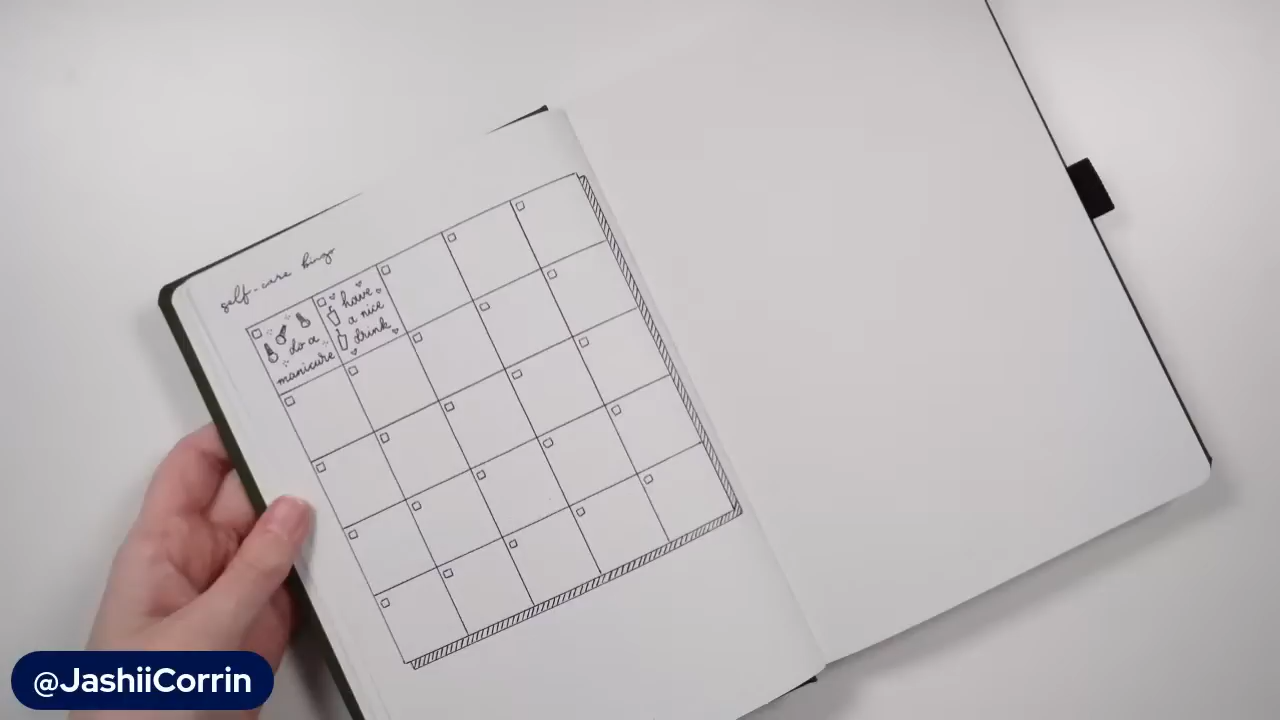 self-care bingo
do a
manicure
have
a nice
drink
@JashiiCorrin